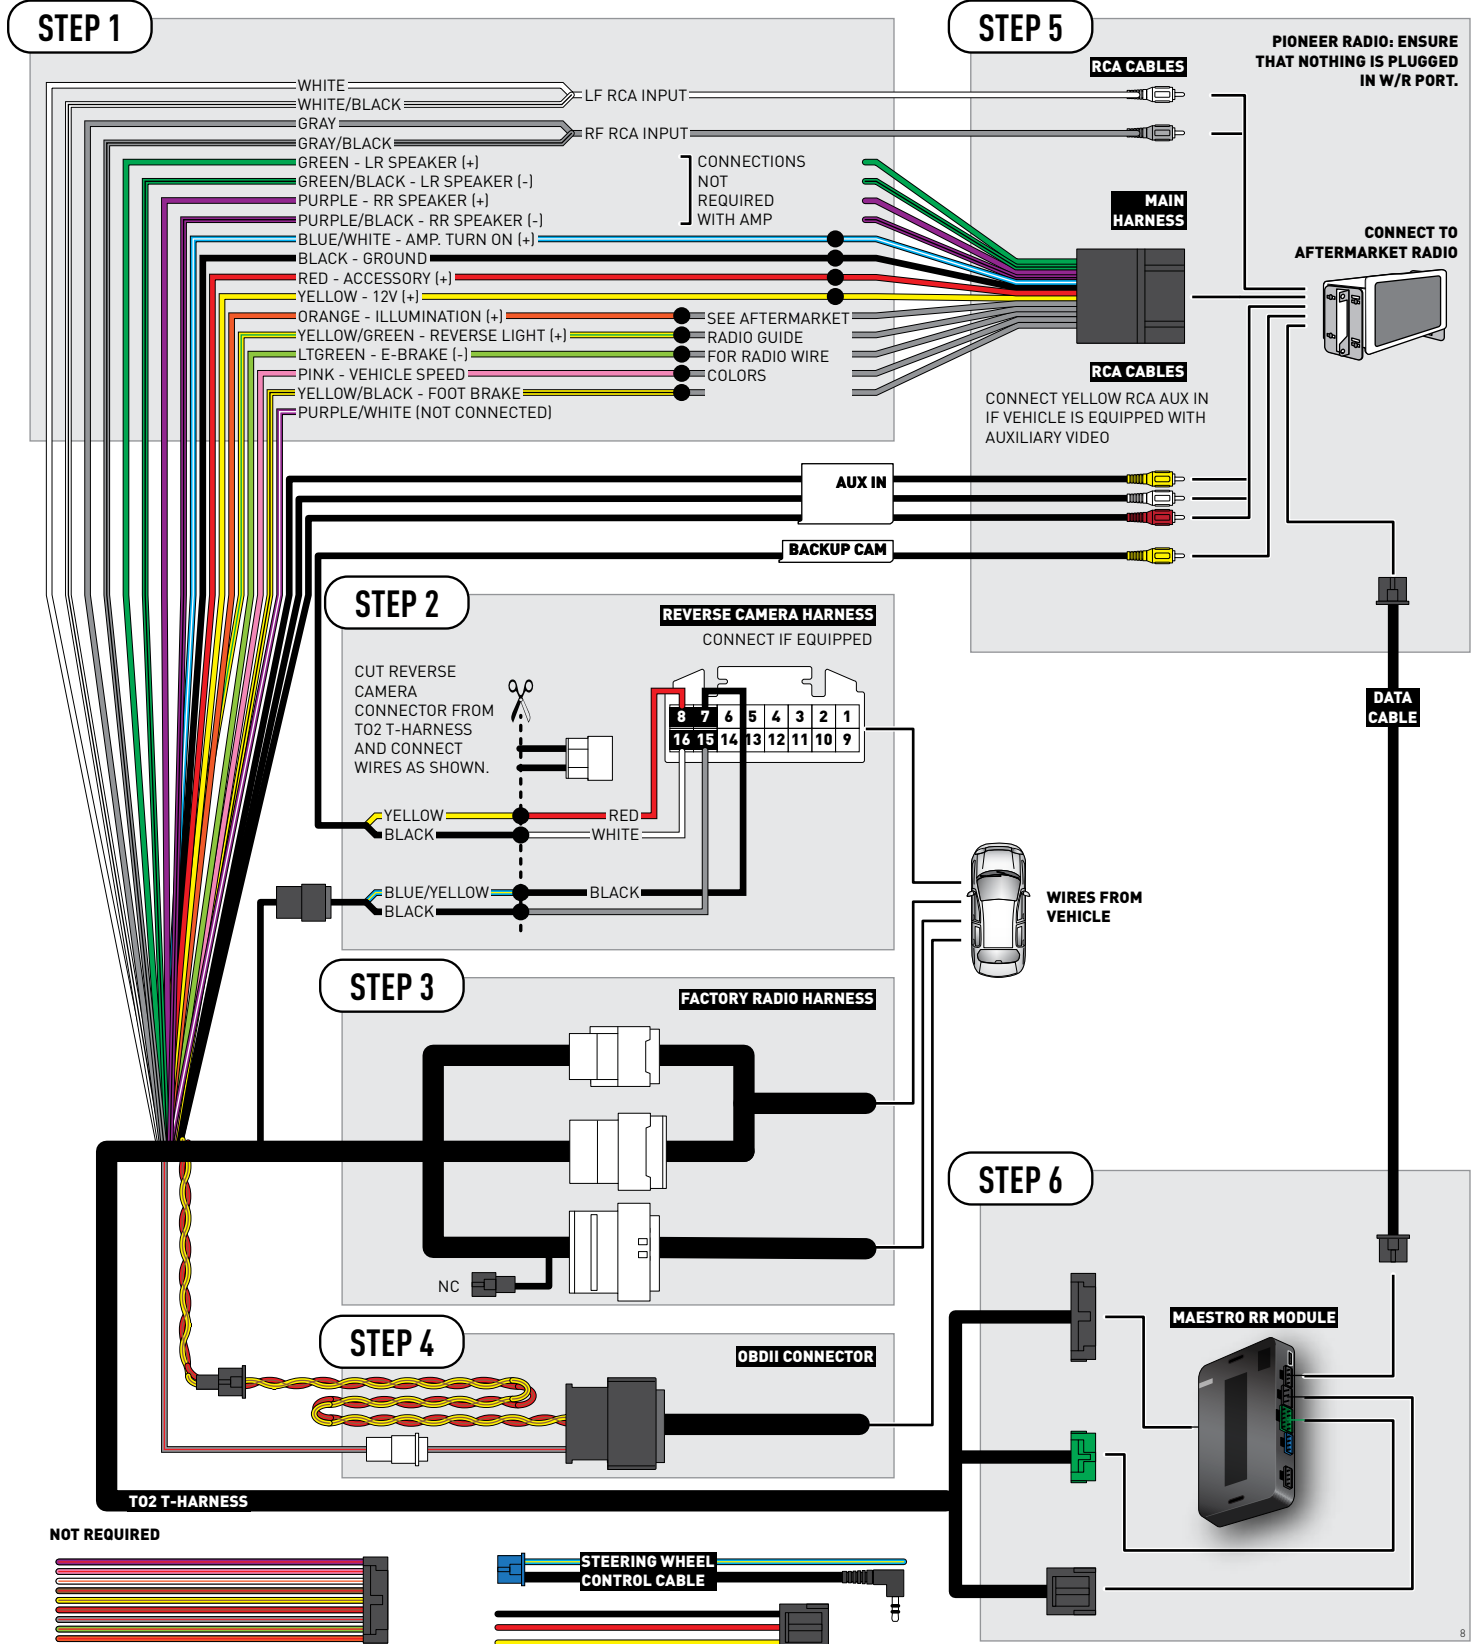 STEP 1
WHITE
WHITE/BLACK
GRAY
GRAY/BLACK
GREEN - LR SPEAKER (+)
GREEN/BLACK - LR SPEAKER (-)
PURPLE - RR SPEAKER (+)
PURPLE/BLACK - RR SPEAKER (-)
BLUE/WHITE - AMP. TURN ON (+)
BLACK - GROUND
RED - ACCESSORY (+)
YELLOW - 12V (+)
ORANGE - ILLUMINATION (+)
YELLOW/GREEN - REVERSE LIGHT (+)
LTGREEN - E-BRAKE (-)
PINK - VEHICLE SPEED
YELLOW/BLACK - FOOT BRAKE
PURPLE/WHITE (NOT CONNECTED)
LF RCA INPUT
RF RCA INPUT
CONNECTIONS
NOT
REQUIRED
WITH AMP
SEE AFTERMARKET
RADIO GUIDE
FOR RADIO WIRE
COLORS
STEP 5
PIONEER RADIO: ENSURE
THAT NOTHING IS PLUGGED
IN W/R PORT.
RCA CABLES
MAIN
HARNESS
CONNECT TO
AFTERMARKET RADIO
RCA CABLES
CONNECT YELLOW RCA AUX IN
IF VEHICLE IS EQUIPPED WITH
AUXILIARY VIDEO
AUX IN
BACKUP CAM
DATA
CABLE
STEP 2
REVERSE CAMERA HARNESS
CONNECT IF EQUIPPED
CUT REVERSE
CAMERA
CONNECTOR FROM
TO2 T-HARNESS
AND CONNECT
WIRES AS SHOWN.
8 7 6 5 4 3 2 1
16 15 14 13 12 11 10 9
YELLOW
RED
BLACK
WHITE
BLUE/YELLOW
BLACK
BLACK
WIRES FROM
VEHICLE
STEP 3
FACTORY RADIO HARNESS
NC
STEP 4
OBDII CONNECTOR
TO2 T-HARNESS
STEP 6
MAESTRO RR MODULE
NOT REQUIRED
STEERING WHEEL
CONTROL CABLE
8